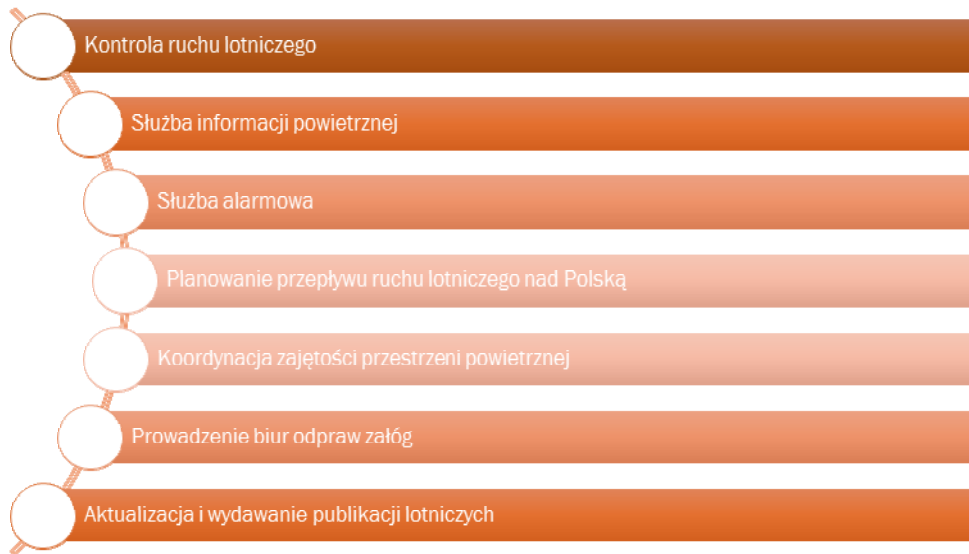 Kontrola ruchu lotniczego
Służba informacji powietrznej
Służba alarmowa
Planowanie przepływu ruchu lotniczego nad Polską
Koordynacja zajętości przestrzeni powietrznej
Prowadzenie biur odpraw załóg
Aktualizacja i wydawanie publikacji lotniczych